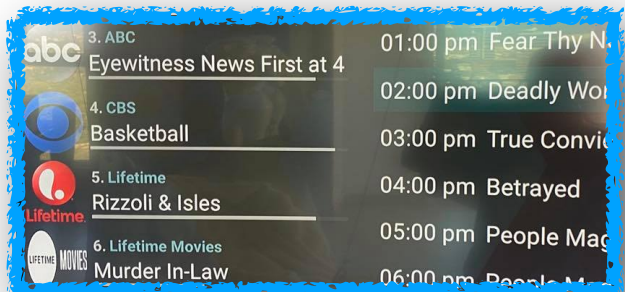 abc
3. ABC
Eyewitness News First at 4
4. CBS
Basketball
Lifetime
5. Lifetime
Rizzoli & Isles
LIFETIME MOVIES
6. Lifetime Movies
Murder In-Law
01:00 pm Fear Thy
02:00 pm Deadly
03:00 pm True
04:00 pm Betrayed
05:00 pm People
06:00 pm People